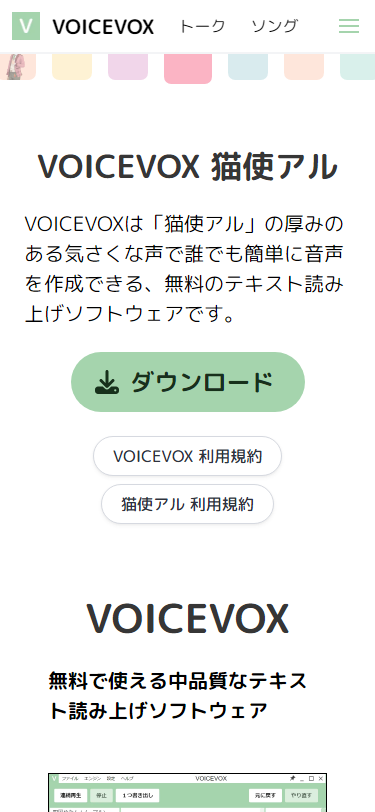 V VOICEVOX トーク ソング
VOICEVOX 猫使アル
VOICEVOXは「猫使アル」の厚みの
ある気さくな声で誰でも簡単に音声
を作成できる、無料のテキスト読み
上げソフトウェアです。
ダウンロード
VOICEVOX 利用規約
猫使アル 利用規約
VOICEVOX
無料で使える中品質なテキス
ト読み上げソフトウェア
V ファイル エンジン 設定 ヘルプ VOICEVOX
連続再生 停止 1つ書き出し 元に戻す やり直す